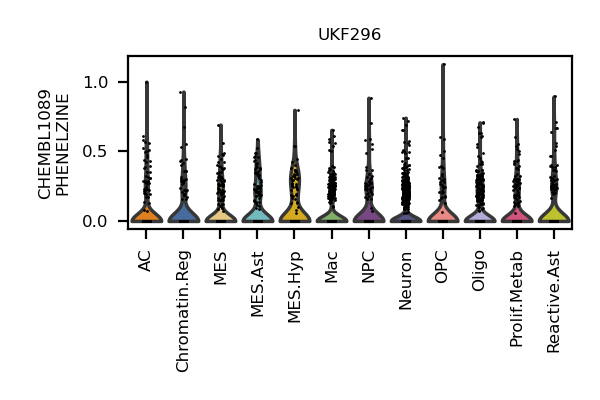 UKF296
CHEMBL1089
PHENELZINE
1.0
0.5
0.0
AC
Chromatin.Reg
MES
MES.Ast
MES.Hyp
Mac
NPC
Neuron
OPC
Oligo
Prolif.Metab
Reactive.Ast